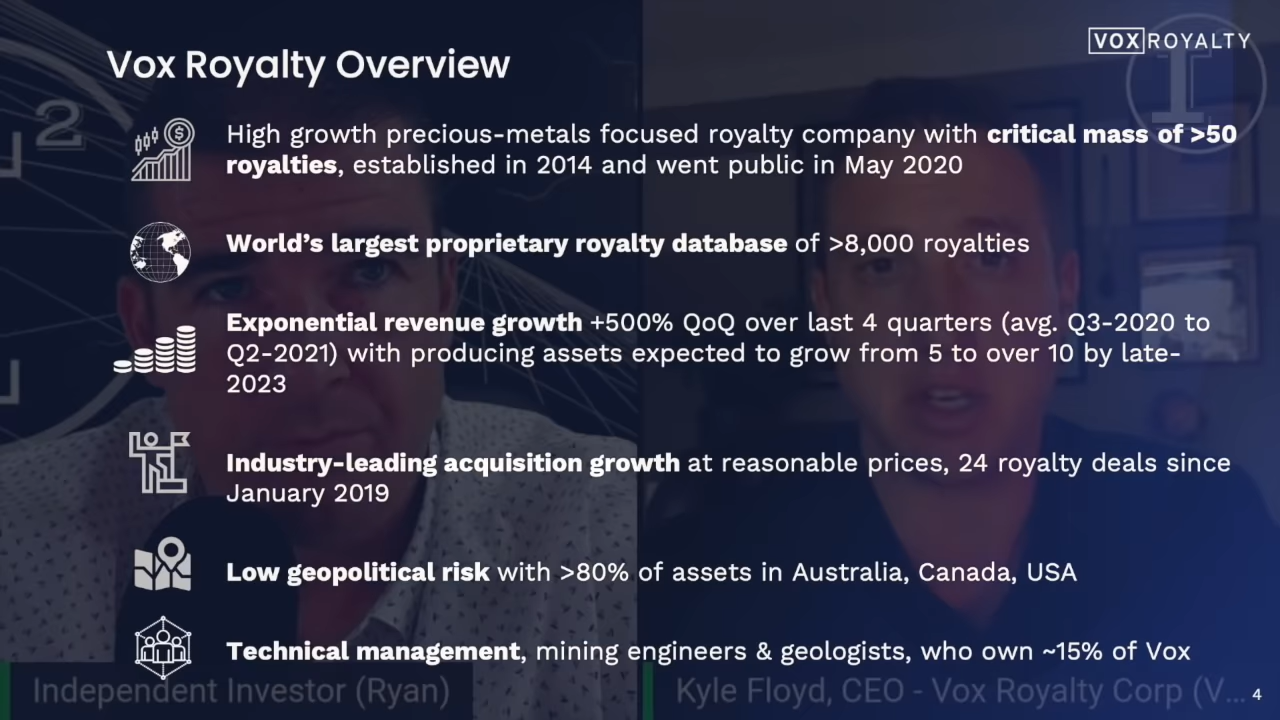 VOX ROYALTY
Vox Royalty Overview
2
High growth precious-metals focused royalty company with critical mass of >50
royalties, established in 2014 and went public in May 2020
World's largest proprietary royalty database of >8,000 royalties
Exponential revenue growth +500% QoQ over last 4 quarters (avg. Q3-2020 to
Q2-2021) with producing assets expected to grow from 5 to over 10 by late-
2023
Industry-leading acquisition growth at reasonable prices, 24 royalty deals since
January 2019
Low geopolitical risk with >80% of assets in Australia, Canada, USA
Technical management, mining engineers & geologists, who own ~15% of Vox
Independent Investor (Ryan)
Kyle Floyd, CEO - Vox Royalty Corp (V...
4